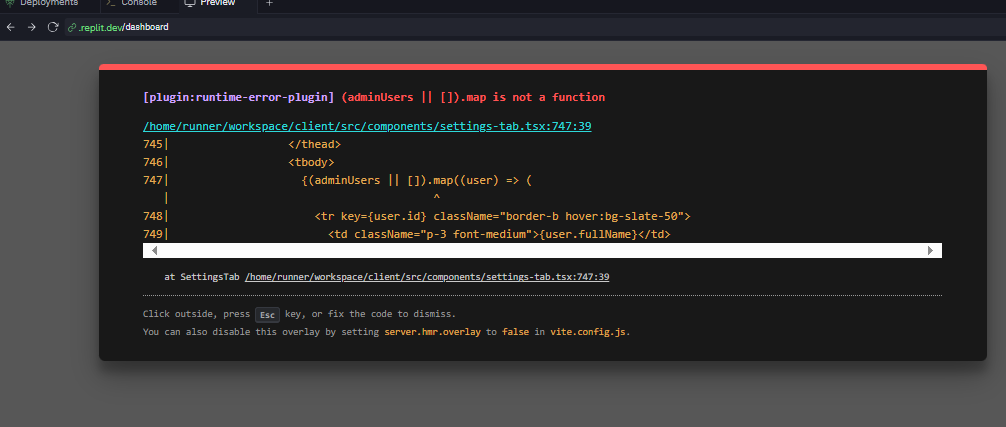 Deployments
Console
Preview
+
.replit.dev/dashboard
[plugin:runtime-error-plugin] (adminUsers || []).map is not a function
/home/runner/workspace/client/src/components/settings-tab.tsx:747:39
745|                  </thead>
746|                  <tbody>
747|                    {(adminUsers || []).map((user) => (
   |                                       ^
748|                      <tr key={user.id} className="border-b hover:bg-slate-50">
749|                        <td className="p-3 font-medium">{user.fullName}</td>
at SettingsTab /home/runner/workspace/client/src/components/settings-tab.tsx:747:39
Click outside, press Esc key, or fix the code to dismiss.
You can also disable this overlay by setting server.hmr.overlay to false in vite.config.js.